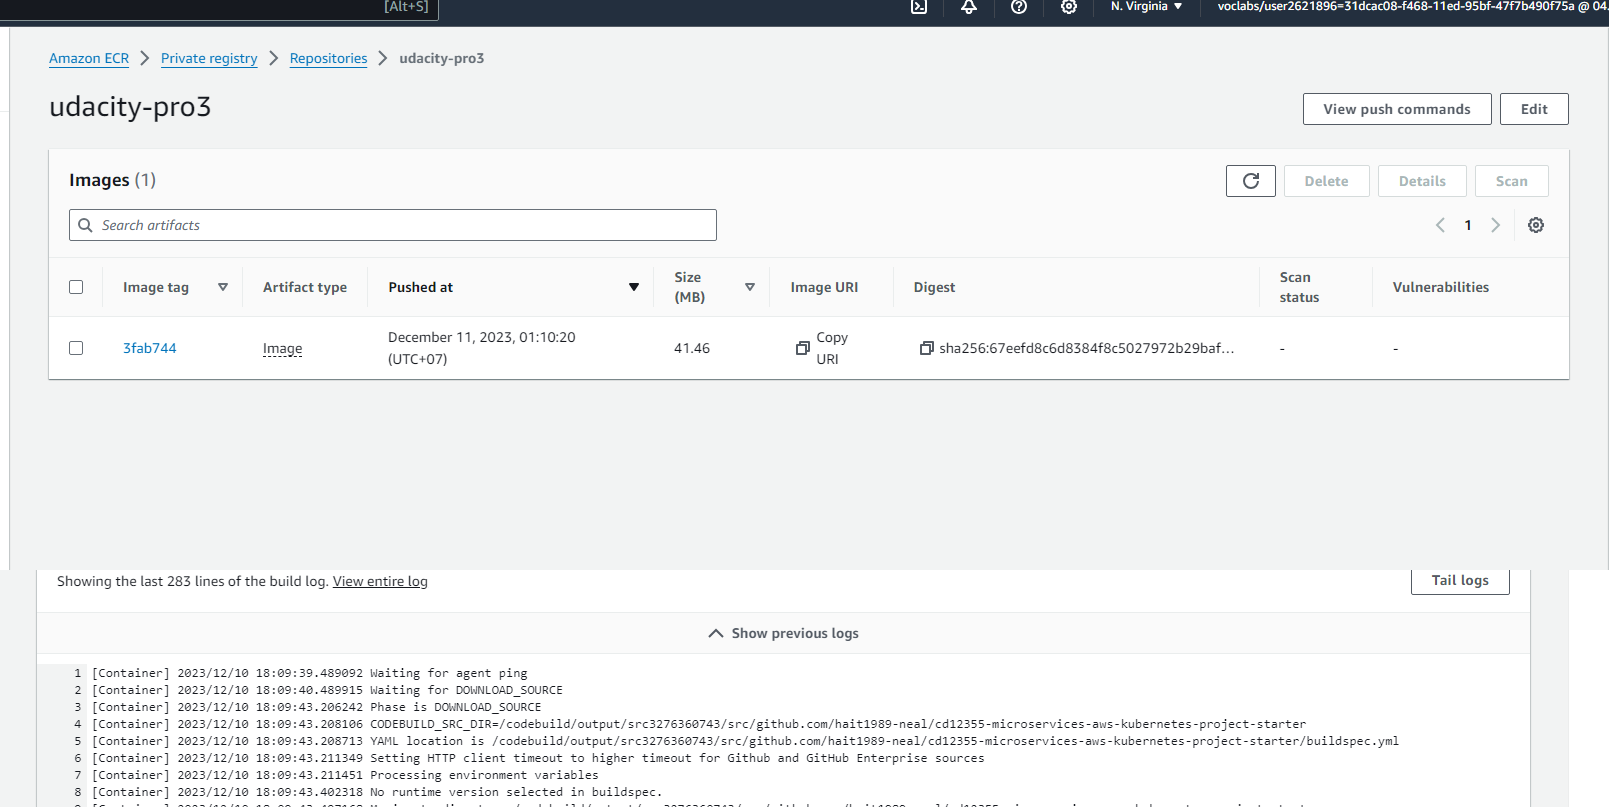 [Alt+S]
N. Virginia
voclabs/user2621896=31dcac08-f468-11ed-95bf-47f7b490f75a @ 04
Amazon ECR > Private registry > Repositories > udacity-pro3
udacity-pro3
View push commands
Edit
Images (1)
Delete
Details
Scan
Search artifacts
1
Image tag
Artifact type
Pushed at
Size
(MB)
Image URI
Digest
Scan
status
Vulnerabilities
3fab744
Image
December 11, 2023, 01:10:20
(UTC+07)
41.46
Copy
URI
sha256:67eefd8c6d8384f8c5027972b29baf...
-
-
Showing the last 283 lines of the build log. View entire log
Tail logs
Show previous logs
1 [Container] 2023/12/10 18:09:39.489092 Waiting for agent ping
2 [Container] 2023/12/10 18:09:40.489915 Waiting for DOWNLOAD_SOURCE
3 [Container] 2023/12/10 18:09:43.206242 Phase is DOWNLOAD_SOURCE
4 [Container] 2023/12/10 18:09:43.208106 CODEBUILD_SRC_DIR=/codebuild/output/src3276360743/src/github.com/hait1989-neal/cd12355-microservices-aws-kubernetes-project-starter
5 [Container] 2023/12/10 18:09:43.208713 YAML location is /codebuild/output/src3276360743/src/github.com/hait1989-neal/cd12355-microservices-aws-kubernetes-project-starter/buildspec.yml
6 [Container] 2023/12/10 18:09:43.211349 Setting HTTP client timeout to higher timeout for Github and GitHub Enterprise sources
7 [Container] 2023/12/10 18:09:43.211451 Processing environment variables
8 [Container] 2023/12/10 18:09:43.402318 No runtime version selected in buildspec.